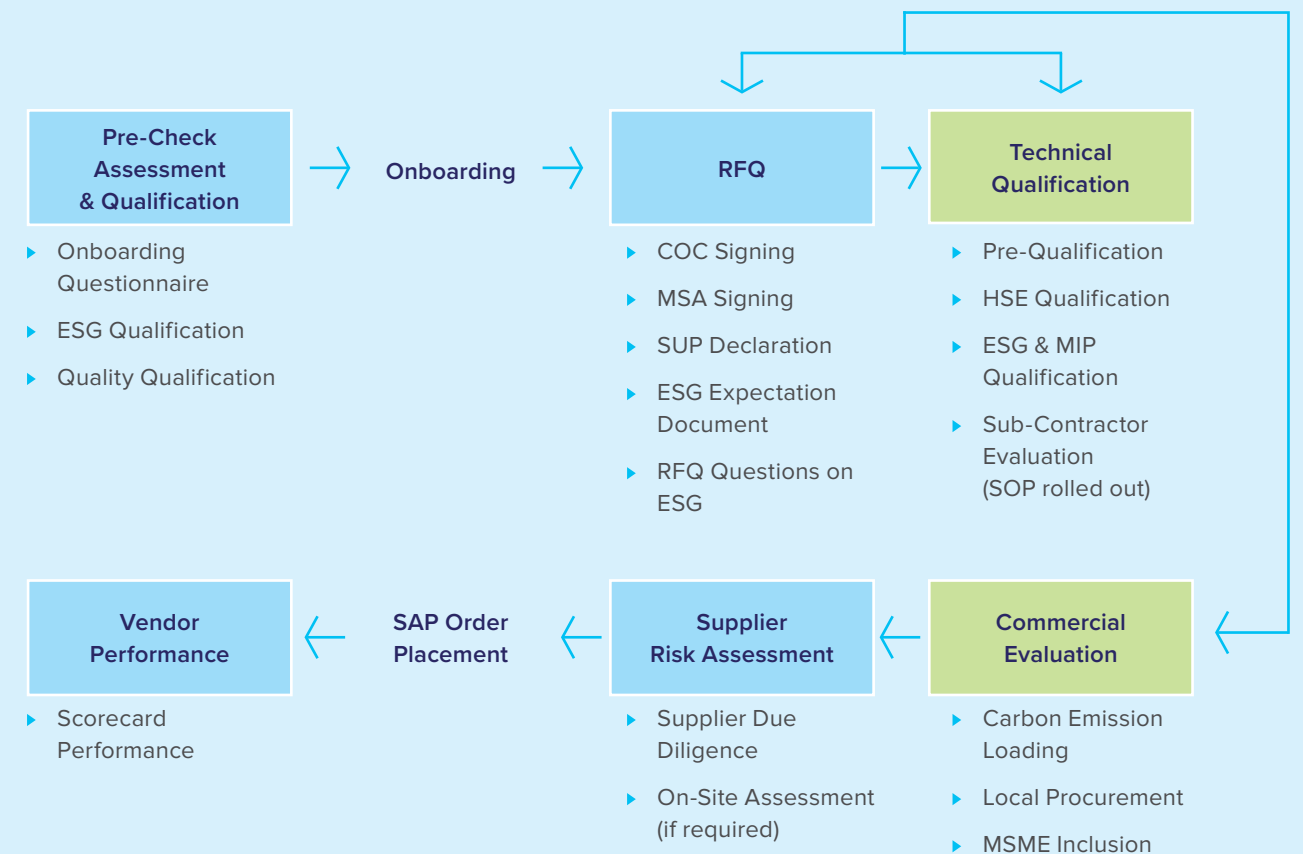 Pre-Check
Assessment
& Qualification
Onboarding
Questionnaire
ESG Qualification
Quality Qualification
Onboarding
RFQ
COC Signing
MSA Signing
SUP Declaration
ESG Expectation
Document
RFQ Questions on
ESG
Technical
Qualification
Pre-Qualification
HSE Qualification
ESG & MIP
Qualification
Sub-Contractor
Evaluation
(SOP rolled out)
Commercial
Evaluation
Carbon Emission
Loading
Local Procurement
MSME Inclusion
Supplier
Risk Assessment
Supplier Due
Diligence
On-Site Assessment
(if required)
SAP Order
Placement
Vendor
Performance
Scorecard
Performance